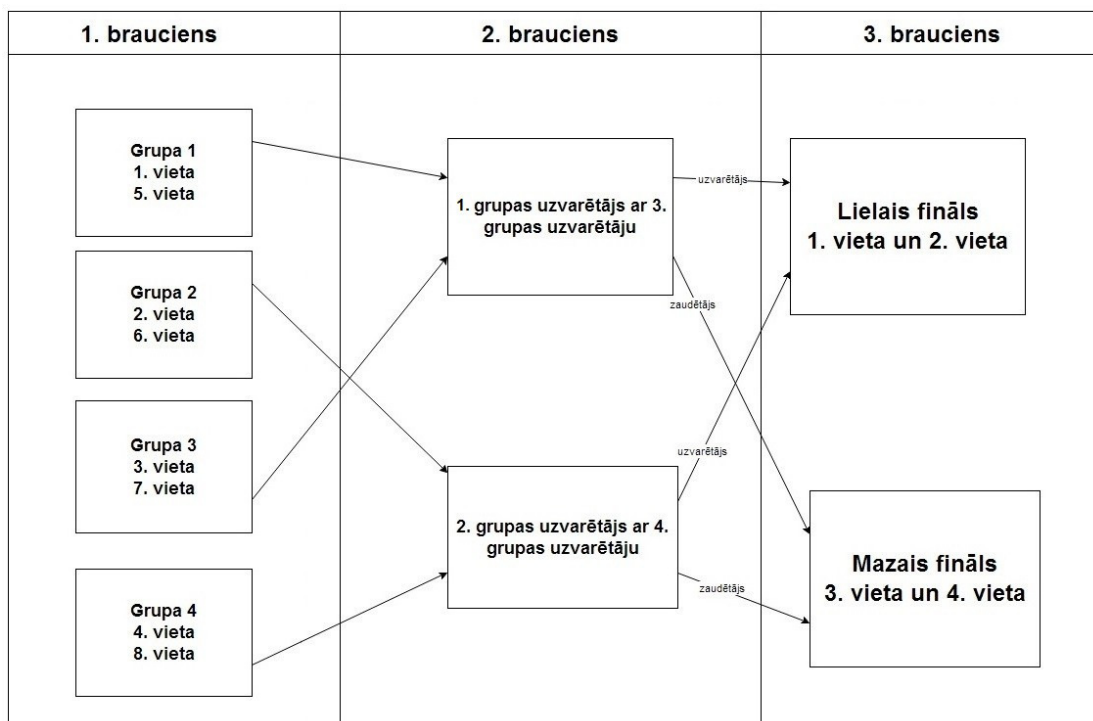 1. brauciens
2. brauciens
3. brauciens
Grupa 1
1. vieta
5. vieta
Grupa 2
2. vieta
6. vieta
Grupa 3
3. vieta
7. vieta
Grupa 4
4. vieta
8. vieta
1. grupas uzvarētājs ar 3.
grupas uzvarētāju
2. grupas uzvarētājs ar 4.
grupas uzvarētāju
uzvarētājs
zaudētājs
uzvarētājs
zaudētājs
Lielais fināls
1. vieta un 2. vieta
Mazais fināls
3. vieta un 4. vieta